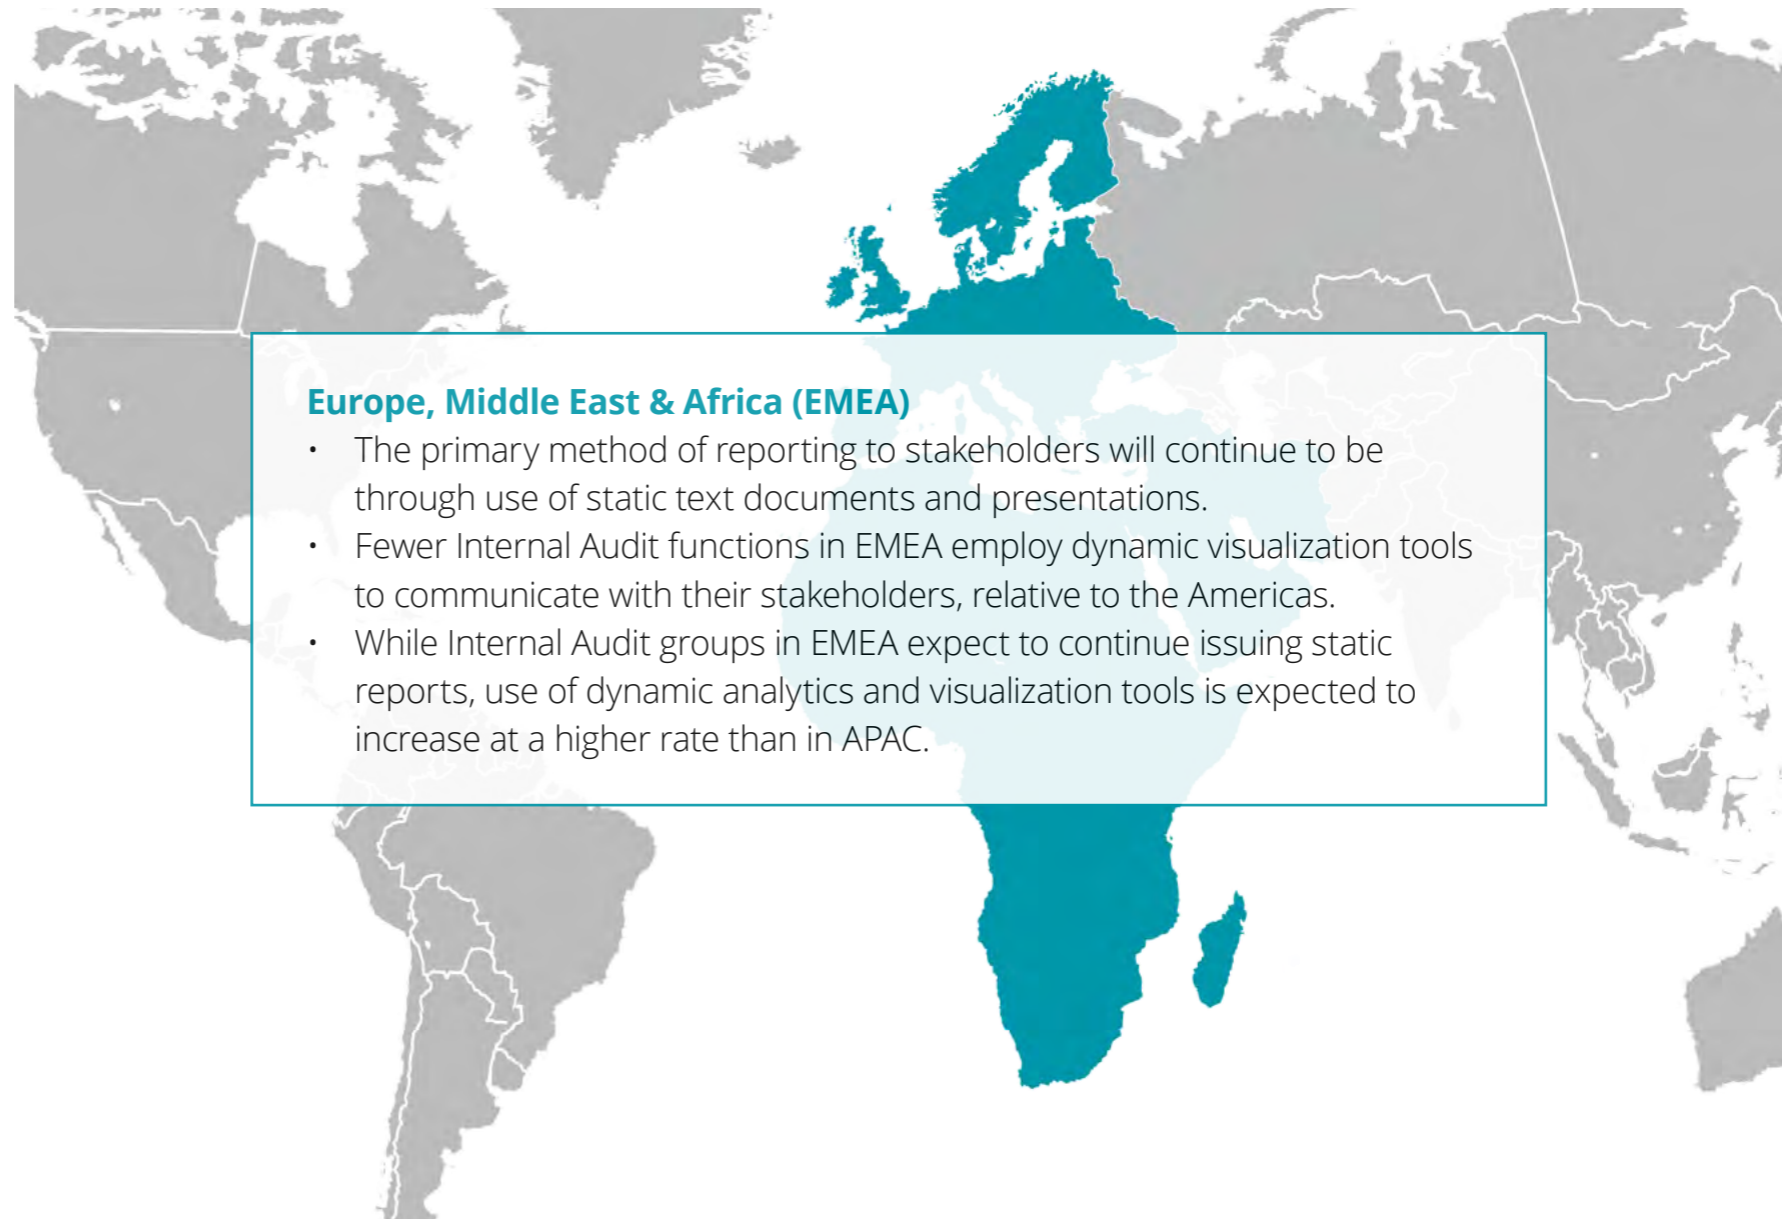 Europe, Middle East & Africa (EMEA)
• The primary method of reporting to stakeholders will continue to be
through use of static text documents and presentations.
• Fewer Internal Audit functions in EMEA employ dynamic visualization tools
to communicate with their stakeholders, relative to the Americas.
• While Internal Audit groups in EMEA expect to continue issuing static
reports, use of dynamic analytics and visualization tools is expected to
increase at a higher rate than in APAC.